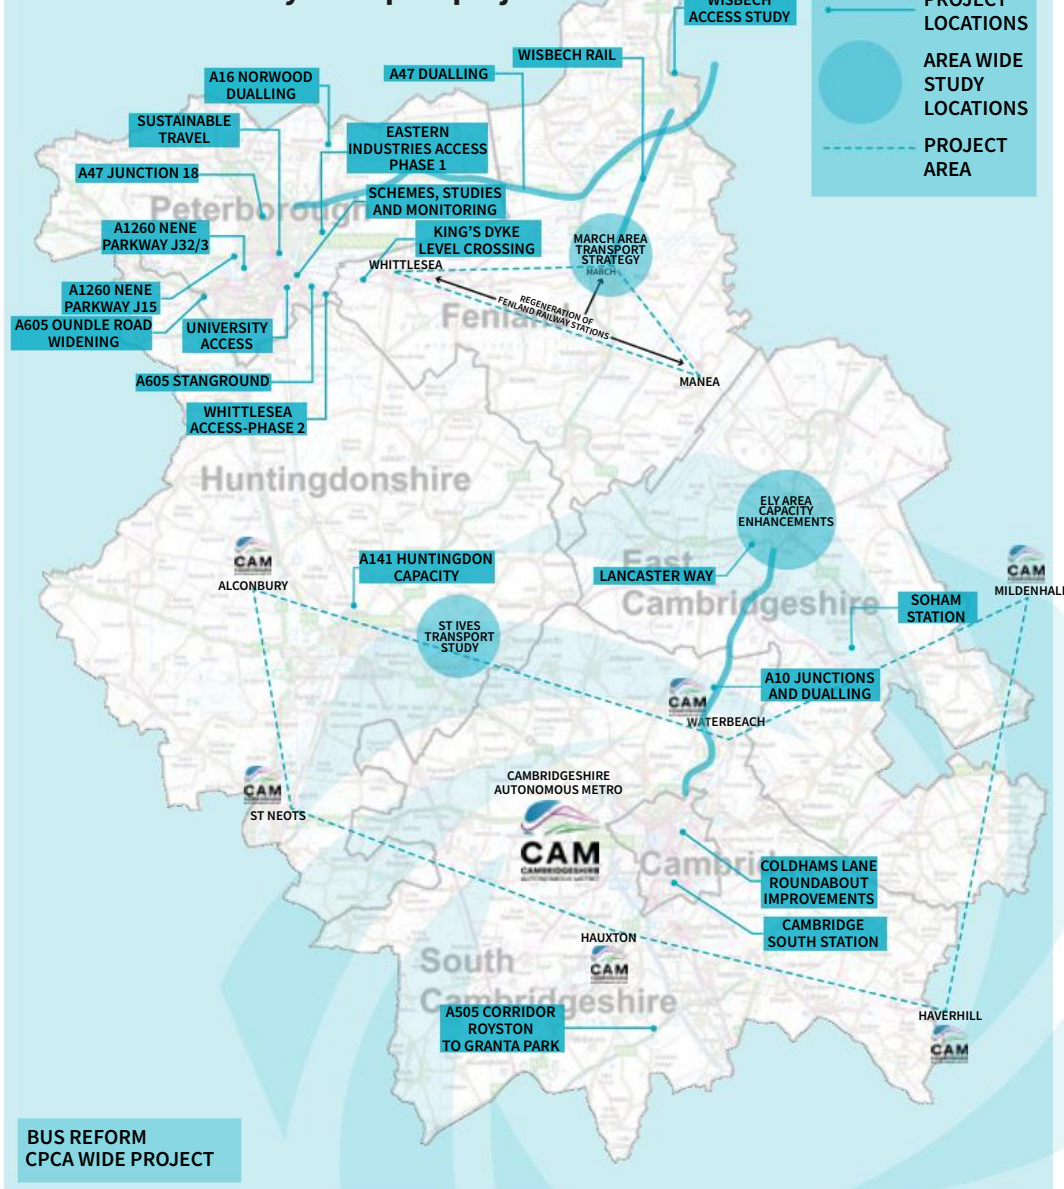 WISBECH
ACCESS STUDY
PROJECT
LOCATIONS
AREA WIDE
STUDY
LOCATIONS
PROJECT
AREA
WISBECH RAIL
A47 DUALLING
A16 NORWOOD
DUALLING
SUSTAINABLE
TRAVEL
EASTERN
INDUSTRIES ACCESS
PHASE 1
A47 JUNCTION 18
SCHEMES, STUDIES
AND MONITORING
Peterborough
A1260 NENE
PARKWAY J32/3
KING'S DYKE
LEVEL CROSSING
MARCH AREA
TRANSPORT
STRATEGY
MARCH
WHITTLESEA
A1260 NENE
PARKWAY J15
REGENERATION OF
FENLAND RAILWAY STATIONS
Fenland
A605 OUNDLE ROAD
WIDENING
UNIVERSITY
ACCESS
A605 STANGROUND
MANEA
WHITTLESEA
ACCESS-PHASE 2
Huntingdonshire
ELY AREA
CAPACITY
ENHANCEMENTS
CAM
ALCONBURY
A141 HUNTINGDON
CAPACITY
LANCASTER WAY
East
Cambridgeshire
CAM
MILDENHALL
SOHAM
STATION
ST IVES
TRANSPORT
STUDY
A10 JUNCTIONS
AND DUALLING
CAM
WATERBEACH
CAM
ST NEOTS
CAMBRIDGESHIRE
AUTONOMOUS METRO
CAM
CAMBRIDGESHIRE
AUTONOMOUS METRO
Cambrid
COLDHAMS LANE
ROUNDABOUT
IMPROVEMENTS
CAMBRIDGE
SOUTH STATION
HAUXTON
CAM
South
Cambridgeshire
A505 CORRIDOR
ROYSTON
TO GRANTA PARK
HAVERHILL
CAM
BUS REFORM
CPCA WIDE PROJECT